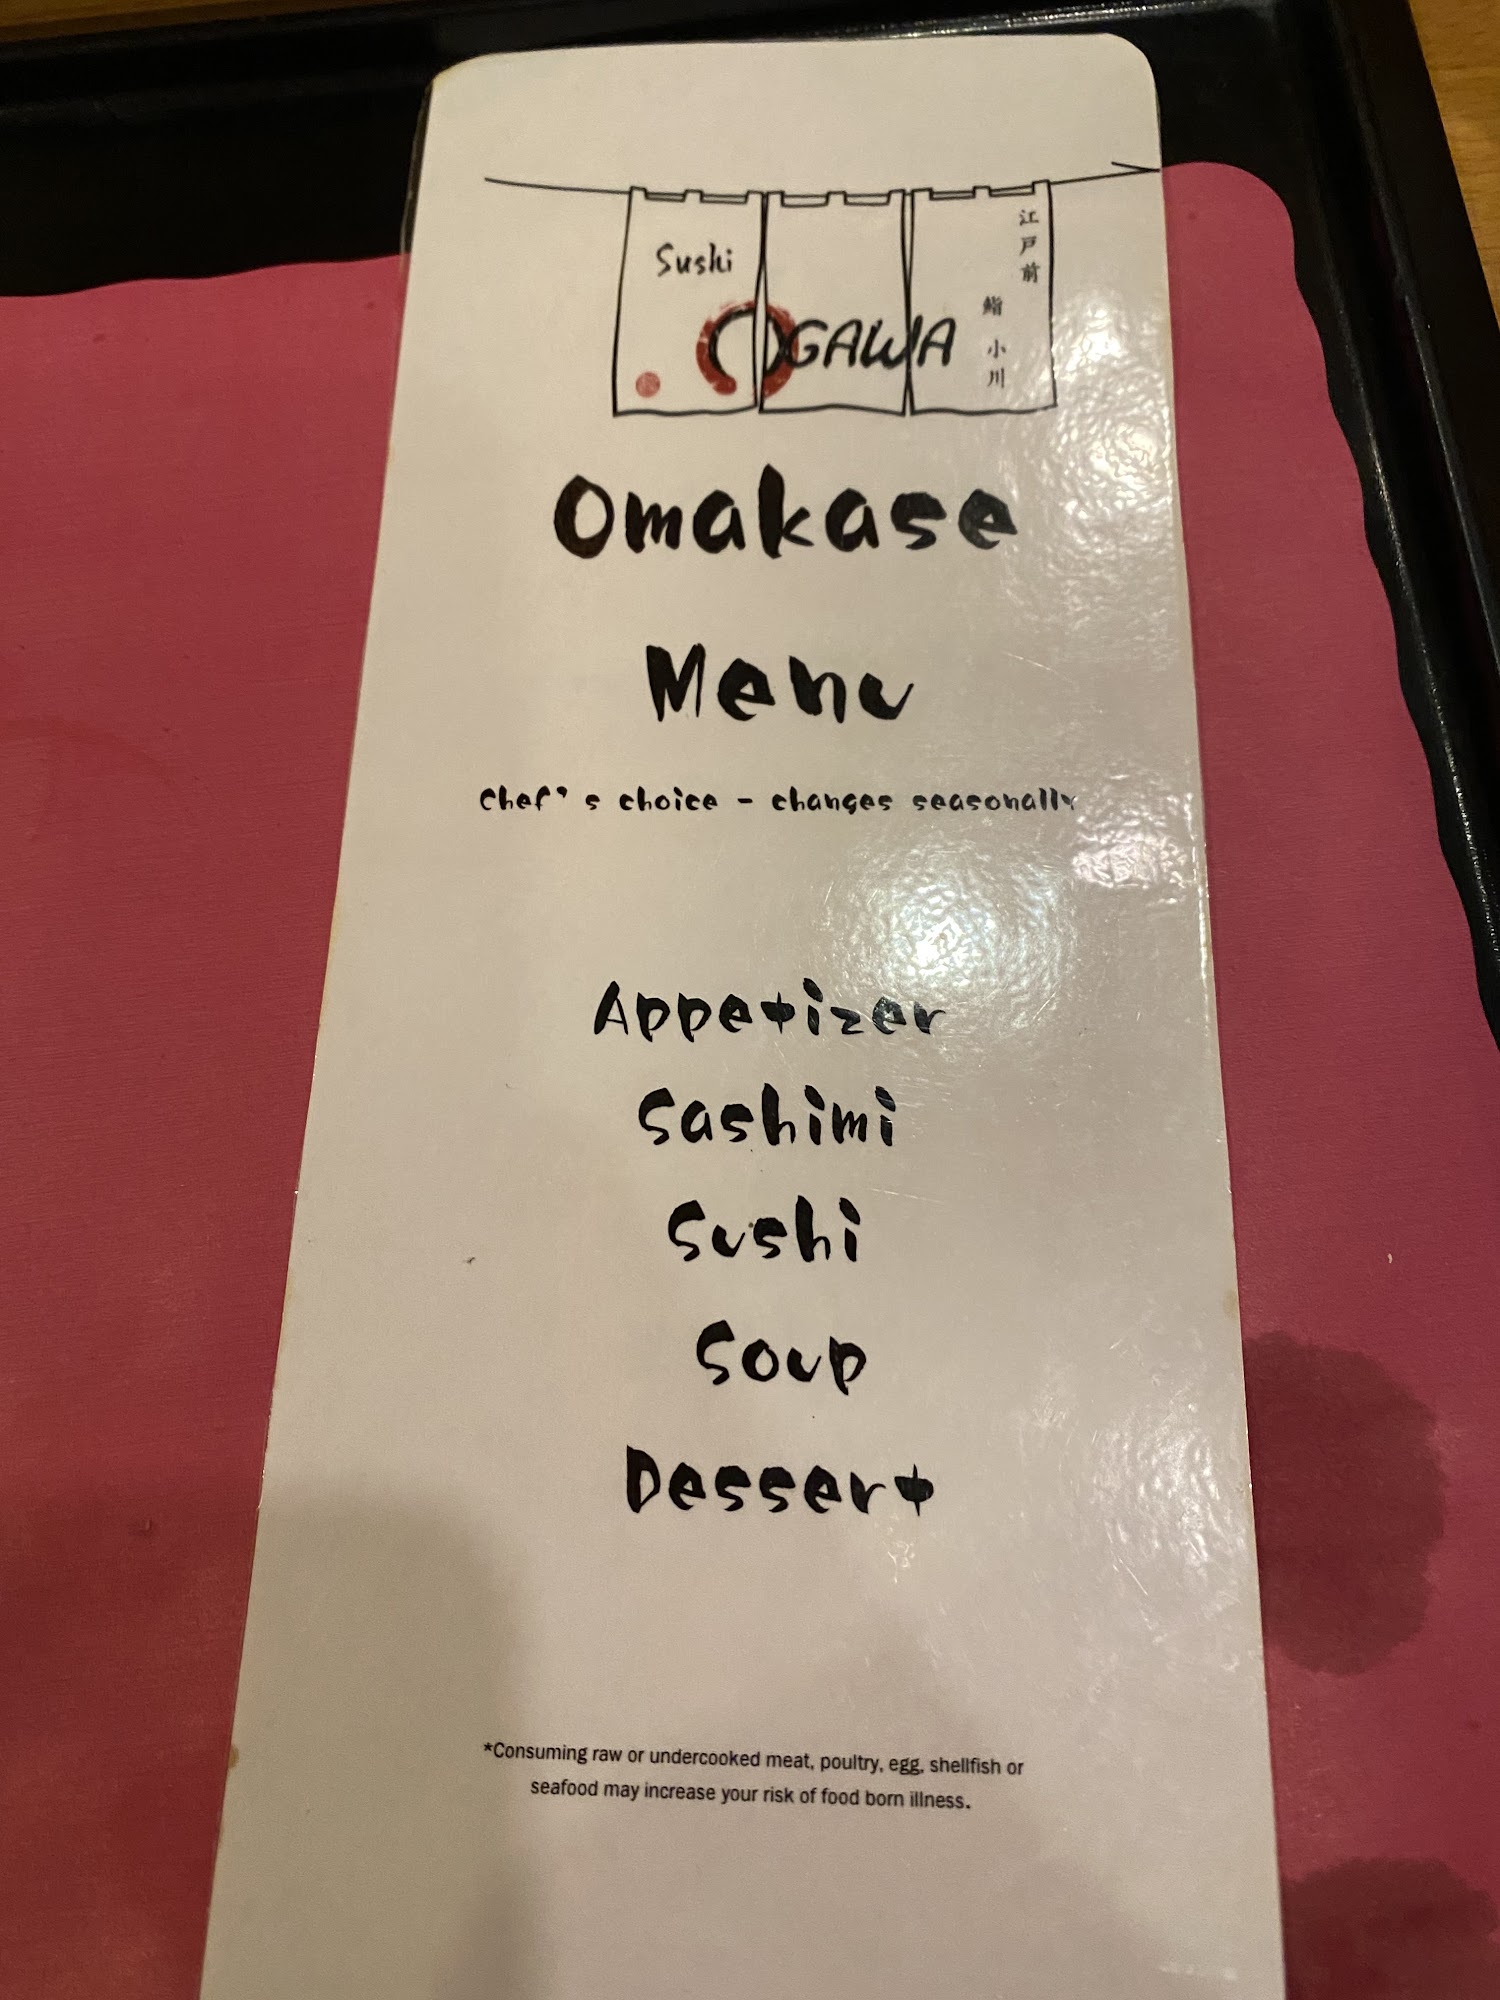 Sushi
OGAWA
江戸前
鮨 小川
Omakase
Menu
Chef's choice - changes seasonally
Appetizer
Sashimi
Sushi
Soup
Dessert
*Consuming raw or undercooked meat, poultry, egg, shellfish or
seafood may increase your risk of food born illness.